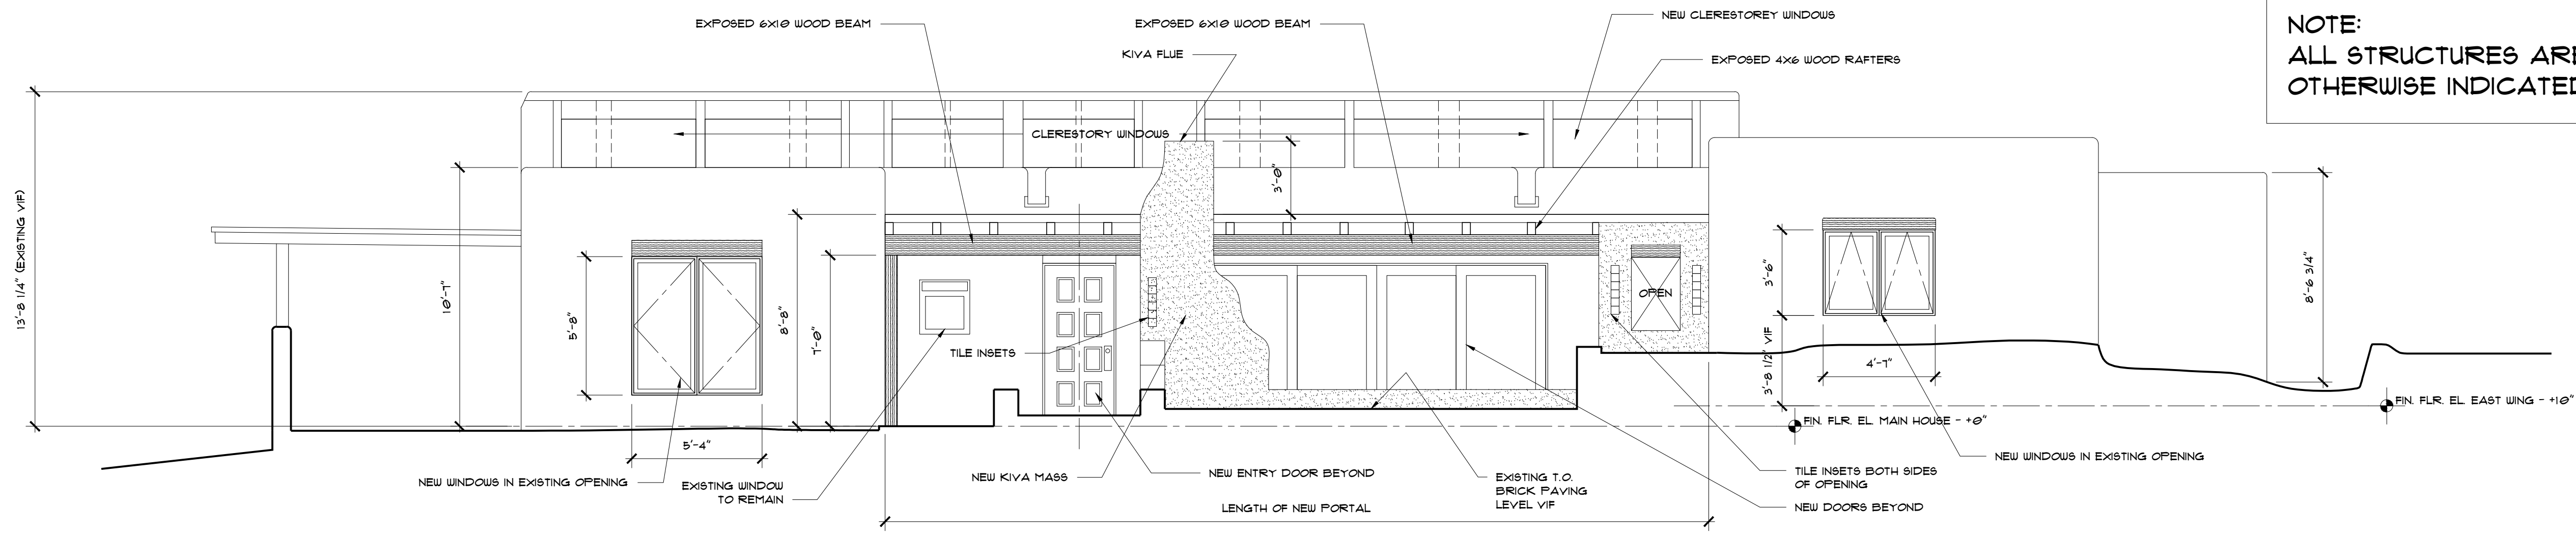 EXPOSED 6X10 WOOD BEAM
EXPOSED 6X10 WOOD BEAM
NEW CLERESTOREY WINDOWS
NOTE:
ALL STRUCTURES ARE
OTHERWISE INDICATED
KIVA FLUE
EXPOSED 4X6 WOOD RAFTERS
CLERESTORY WINDOWS
13'-8 1/4" (EXISTING VIF)
10'-7"
5'-8"
8'-8"
7'-0"
3'-0"
OPEN
3'-6"
3'-8 1/2" VIF
8'-6 3/4"
TILE INSETS
4'-7"
FIN. FLR. EL. EAST WING - +10"
FIN. FLR. EL. MAIN HOUSE - +0"
5'-4"
NEW WINDOWS IN EXISTING OPENING
EXISTING WINDOW
TO REMAIN
NEW KIVA MASS
NEW ENTRY DOOR BEYOND
EXISTING T.O.
BRICK PAVING
LEVEL VIF
NEW WINDOWS IN EXISTING OPENING
TILE INSETS BOTH SIDES
OF OPENING
NEW DOORS BEYOND
LENGTH OF NEW PORTAL